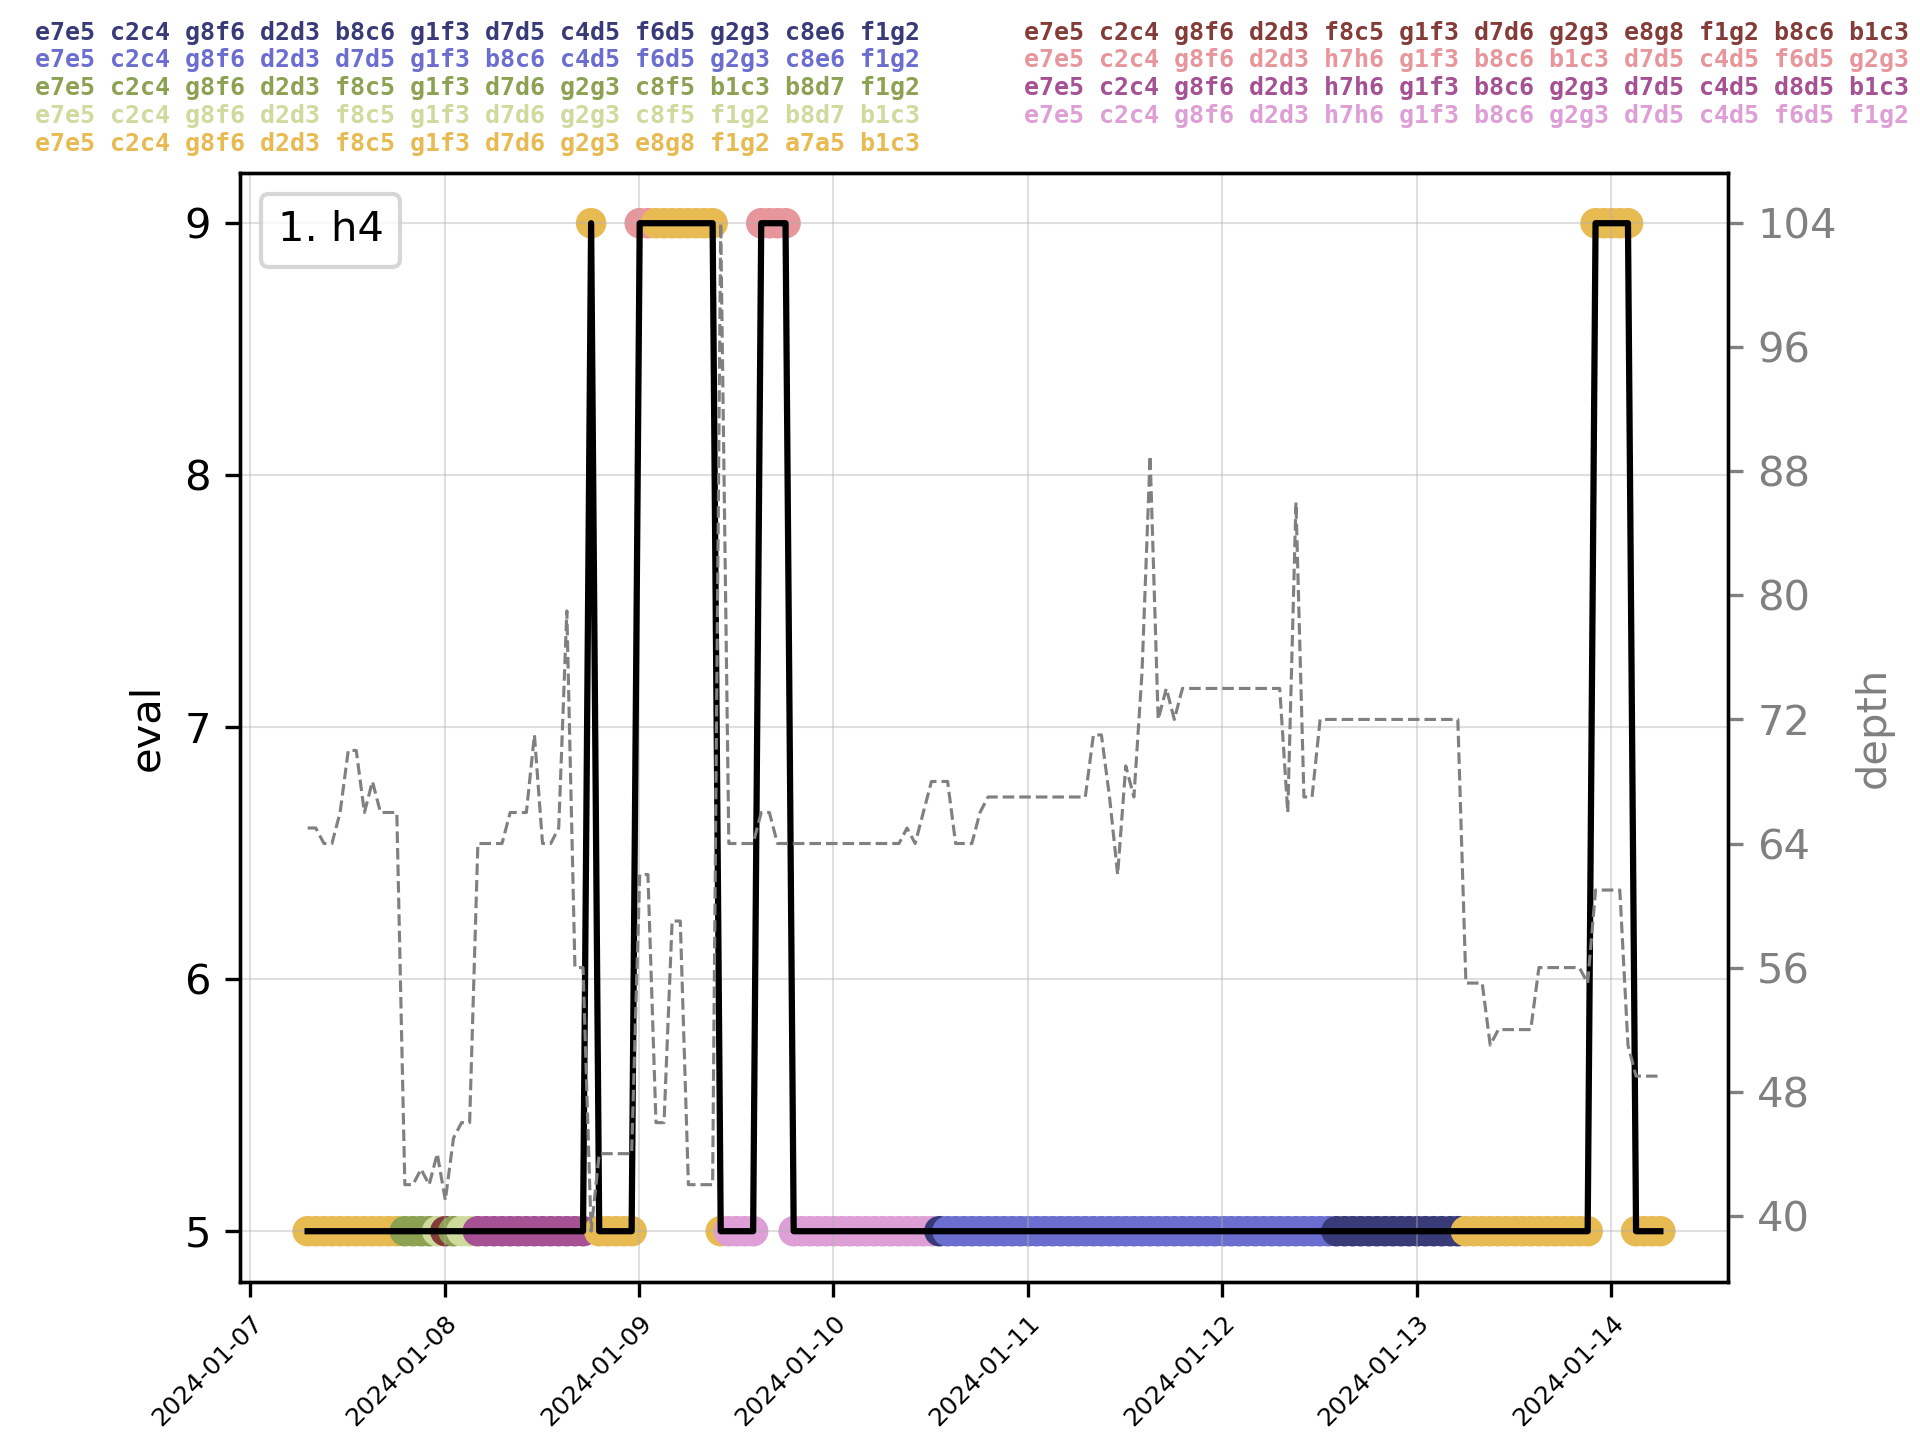 e7e5 c2c4 g8f6 d2d3 b8c6 g1f3 d7d5 c4d5 f6d5 g2g3 c8e6 f1g2
e7e5 c2c4 g8f6 d2d3 d7d5 g1f3 b8c6 c4d5 f6d5 g2g3 c8e6 f1g2
e7e5 c2c4 g8f6 d2d3 f8c5 g1f3 d7d6 g2g3 c8f5 b1c3 b8d7 f1g2
e7e5 c2c4 g8f6 d2d3 f8c5 g1f3 d7d6 g2g3 c8f5 f1g2 b8d7 b1c3
e7e5 c2c4 g8f6 d2d3 f8c5 g1f3 d7d6 g2g3 e8g8 f1g2 a7a5 b1c3
e7e5 c2c4 g8f6 d2d3 f8c5 g1f3 d7d6 g2g3 e8g8 f1g2 b8c6 b1c3
e7e5 c2c4 g8f6 d2d3 h7h6 g1f3 b8c6 b1c3 d7d5 c4d5 f6d5 g2g3
e7e5 c2c4 g8f6 d2d3 h7h6 g1f3 b8c6 g2g3 d7d5 c4d5 d8d5 b1c3
e7e5 c2c4 g8f6 d2d3 h7h6 g1f3 b8c6 g2g3 d7d5 c4d5 f6d5 f1g2
1. h4
eval
9
8
7
6
5
104
96
88
80
72
64
56
48
40
depth
2024-01-07
2024-01-08
2024-01-09
2024-01-10
2024-01-11
2024-01-12
2024-01-13
2024-01-14